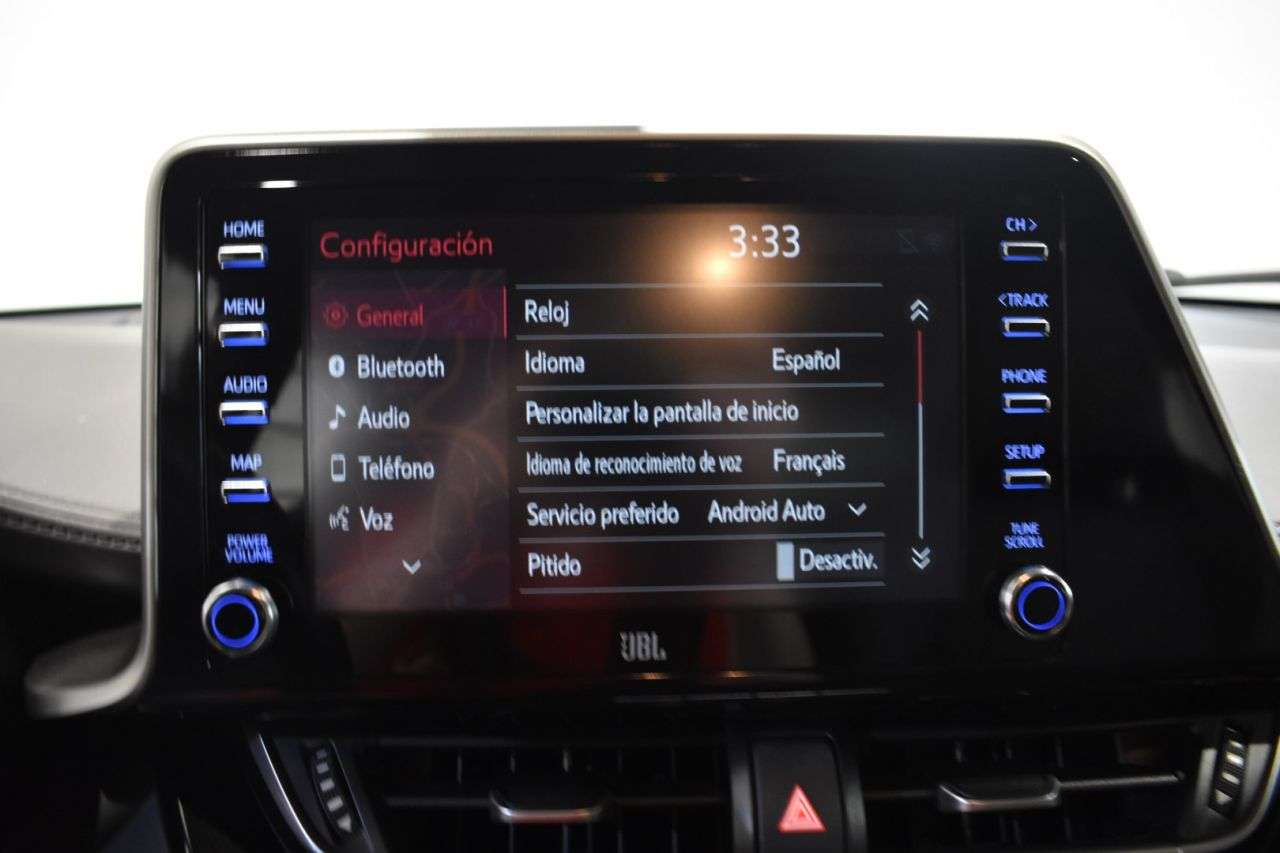 HOME
MENU
AUDIO
MAP
POWER
VOLUME
Configuración
3:33
General
Bluetooth
Audio
Teléfono
Voz
Reloj
Idioma Español
Personalizar la pantalla de inicio
Idioma de reconocimiento de voz Français
Servicio preferido Android Auto
Pitido Desactiv.
CH >
< TRACK
PHONE
SETUP
TUNE
SCROLL
JBL